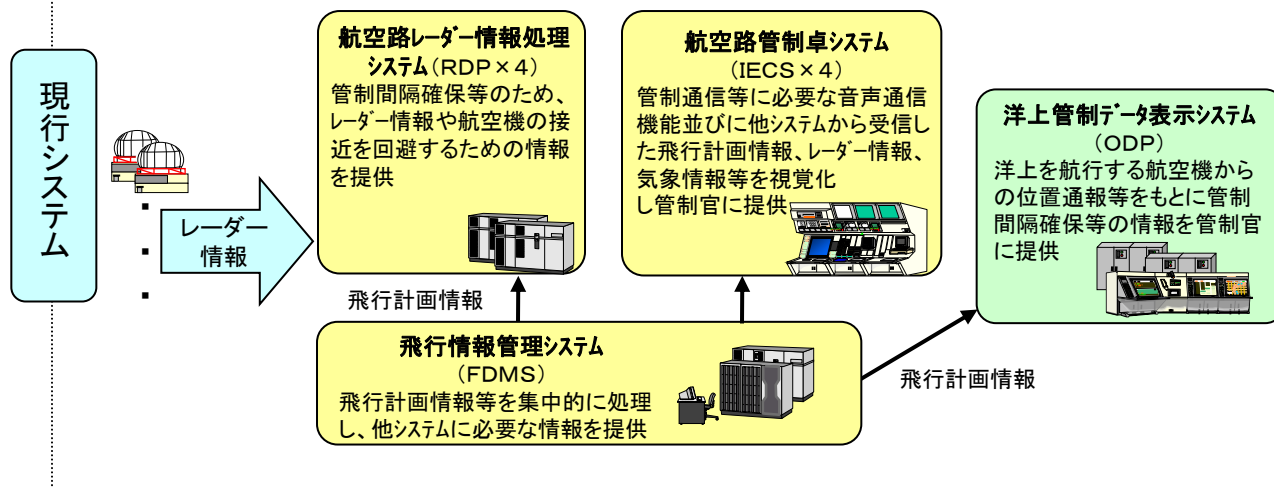 現行システム
レーダー
情報
航空路レーダー情報処理
システム(RDP×4)
管制間隔確保等のため、
レーダー情報や航空機の接
近を回避するための情報
を提供
航空路管制卓システム
(IECS×4)
管制通信等に必要な音声通信
機能並びに他システムから受信し
た飛行計画情報、レーダー情報、
気象情報等を視覚化
し管制官に提供
洋上管制データ表示システム
(ODP)
洋上を航行する航空機から
の位置通報等をもとに管制
間隔確保等の情報を管制官
に提供
飛行計画情報
飛行情報管理システム
(FDMS)
飛行計画情報等を集中的に処理
し、他システムに必要な情報を提供
飛行計画情報